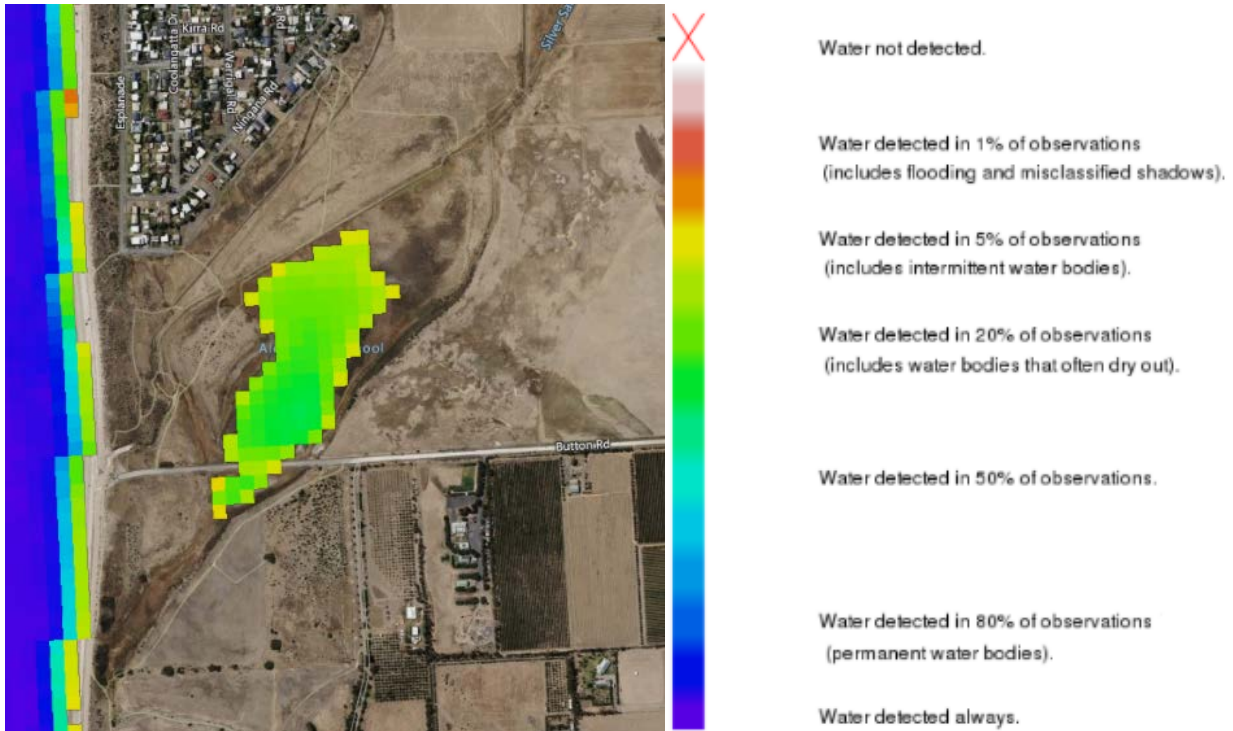 Kirra Rd
Coolangatta Dr
Esplanade
Warrigal Rd
Ningana Rd
Rd
Silver Sa
ool
Button Rd
Water not detected.
Water detected in 1% of observations
(includes flooding and misclassified shadows).
Water detected in 5% of observations
(includes intermittent water bodies).
Water detected in 20% of observations
(includes water bodies that often dry out).
Water detected in 50% of observations.
Water detected in 80% of observations
(permanent water bodies).
Water detected always.